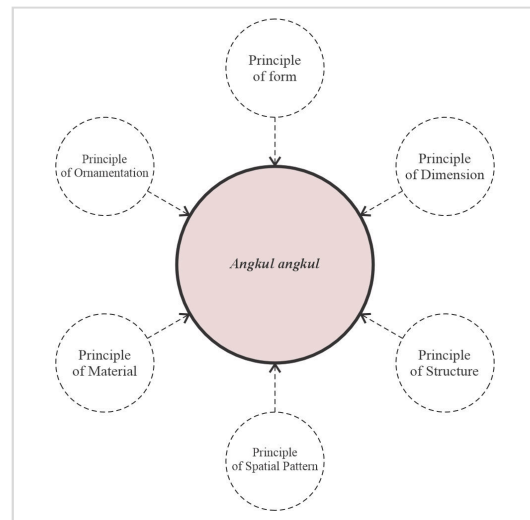 Principle
of form
Principle
of Ornamentation
Principle
of Dimension
Angkul angkul
Principle
of Material
Principle
of Structure
Principle
of Spatial Pattern